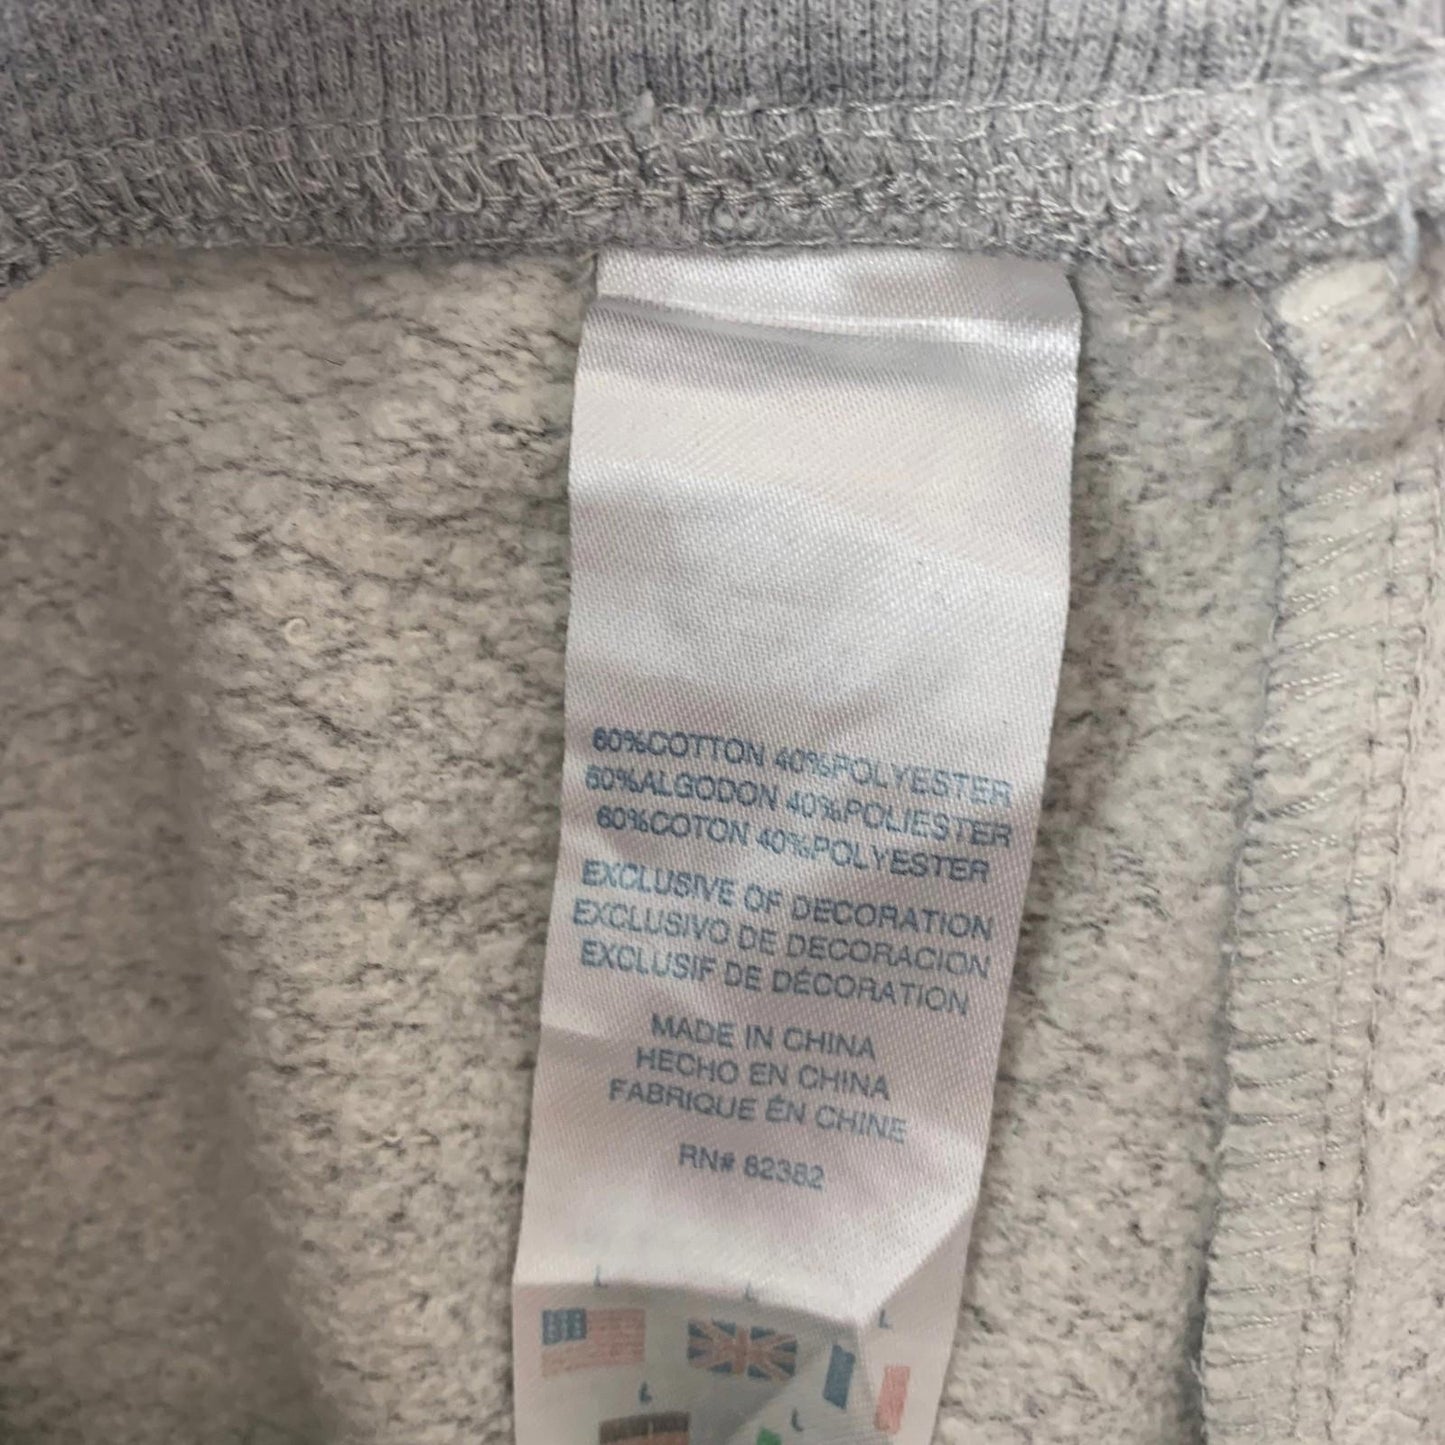 60%COTTON 40%POLYESTER
60%ALGODON 40%POLIESTER
60%COTON 40%POLYESTER
EXCLUSIVE OF DECORATION
EXCLUSIVO DE DECORACION
EXCLUSIF DE DÉCORATION
MADE IN CHINA
HECHO EN CHINA
FABRIQUE ÉN CHINE
RN# 82382
L L L
L L